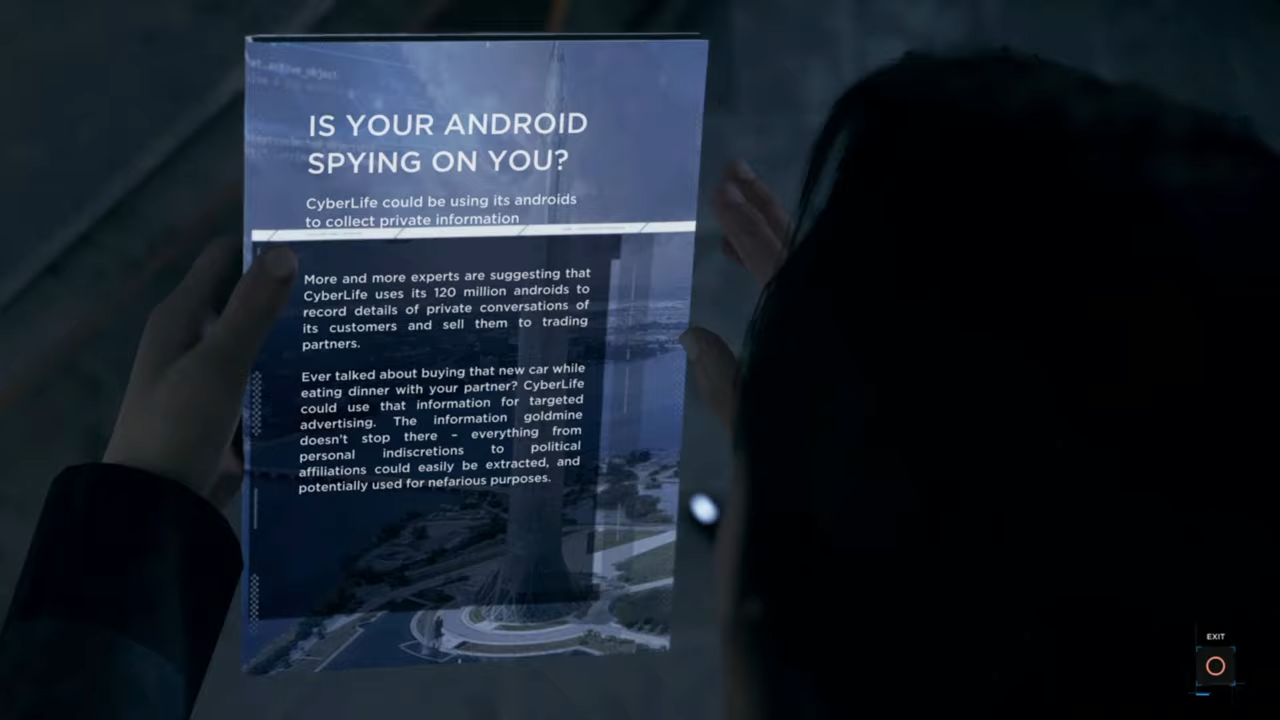 IS YOUR ANDROID
SPYING ON YOU?
CyberLife could be using its androids
to collect private information
More and more experts are suggesting that
CyberLife uses its 120 million androids to
record details of private conversations of
its customers and sell them to trading
partners.
Ever talked about buying that new car while
eating dinner with your partner? CyberLife
could use that information for targeted
advertising. The information goldmine
doesn't stop there – everything from
personal indiscretions to political
affiliations could easily be extracted, and
potentially used for nefarious purposes.
EXIT